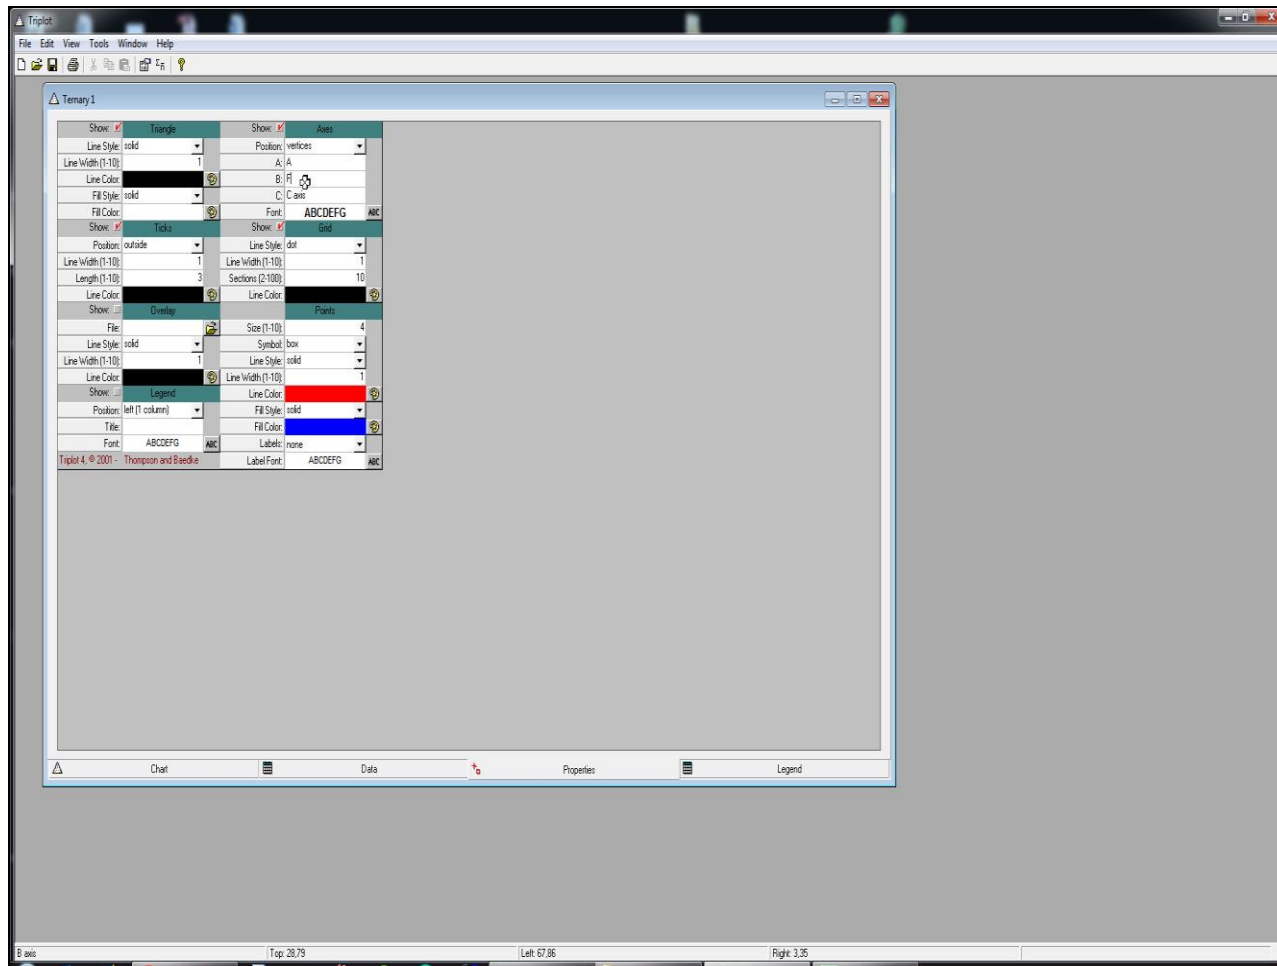 Triplot
File Edit View Tools Window Help
Ternary 1
Show: Triangle Show: Axes
Line Style: solid Position: vertices
Line Width (1-10): 1 A: A
Line Color: B: F
Fill Style: solid C: C axis
Fill Color: Font: ABCDEFG ABC
Show: Ticks Show: Grid
Position: outside Line Style: dot
Line Width (1-10): 1 Line Width (1-10): 1
Length (1-10): 3 Sections (2-100): 10
Line Color: Line Color:
Show: Overlay Points
File: Size (1-10): 4
Line Style: solid Symbol: box
Line Width (1-10): 1 Line Style: solid
Line Color: Line Width (1-10): 1
Show: Legend Line Color:
Position: left (1 column) Fill Style: solid
Title: Fill Color:
Font: ABCDEFG ABC Labels: none
Triplot 4, © 2001 - Thompson and Baedke Label Font: ABCDEFG ABC
Chart Data Properties Legend
B axis Top: 28,79 Left: 67,86 Right: 3,35